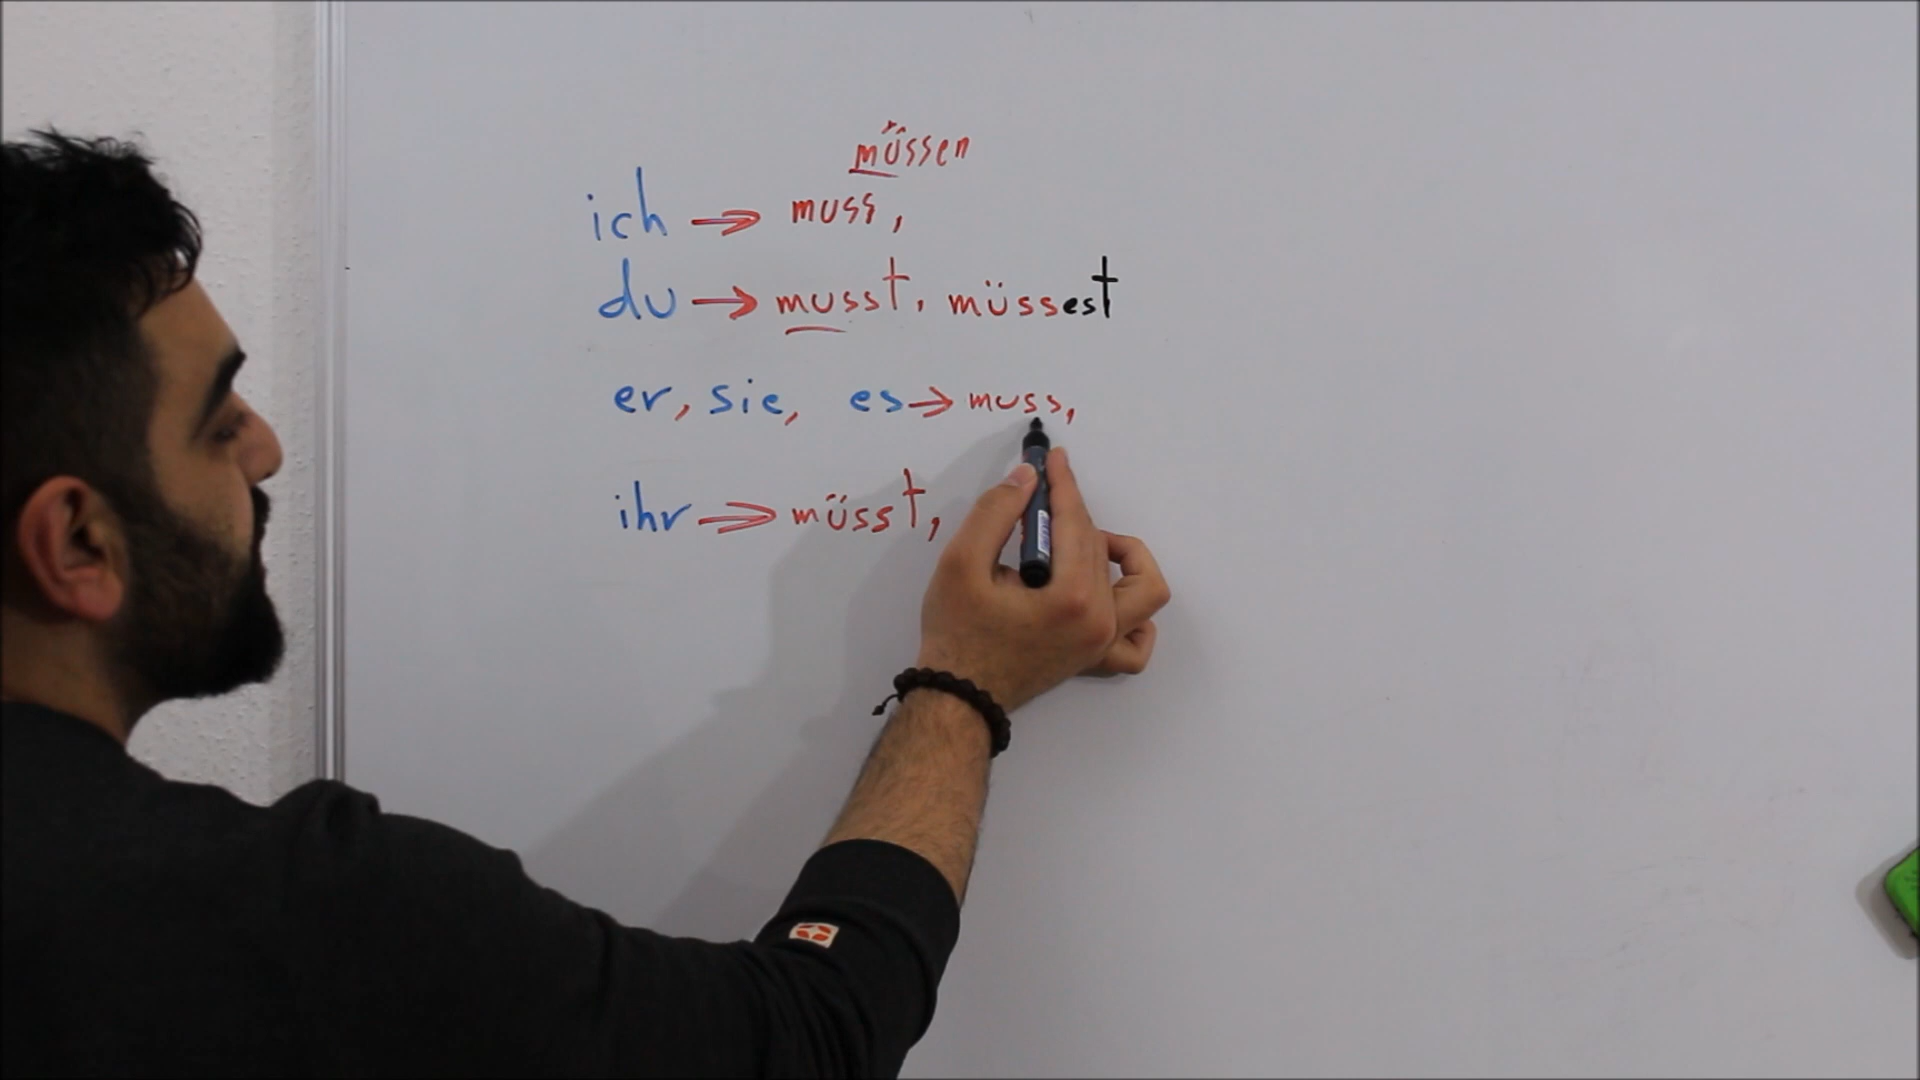 müssen
ich → muss,
du → musst, müssest
er, sie, es → muss,
ihr → müsst,